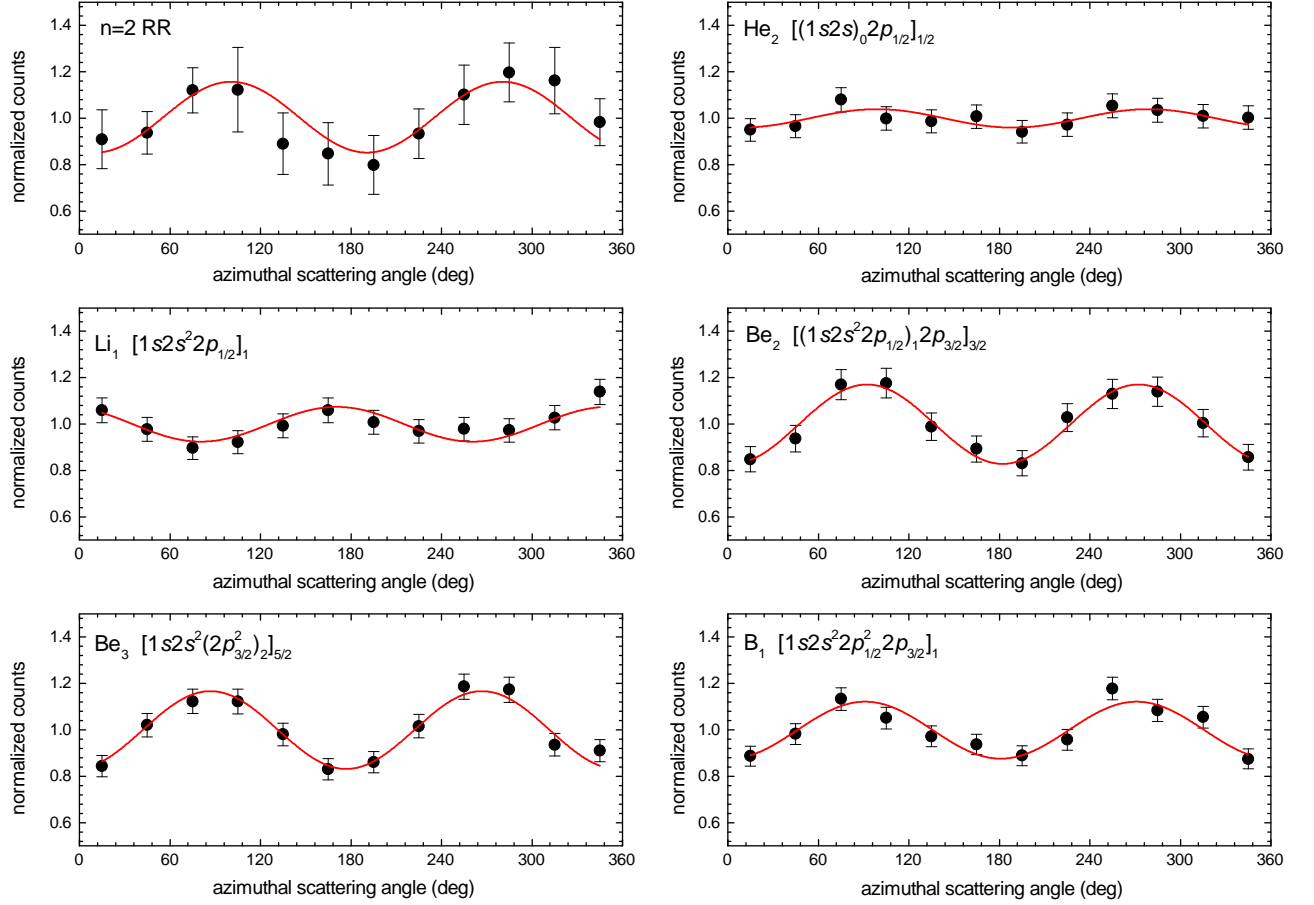 n=2 RR
1.4
1.2
1.0
0.8
0.6
normalized counts
0 60 120 180 240 300 360
azimuthal scattering angle (deg)
He₂ [(1s2s)₀2p₁/₂]₁/₂
1.4
1.2
1.0
0.8
0.6
normalized counts
0 60 120 180 240 300 360
azimuthal scattering angle (deg)
Li₁ [1s2s²2p₁/₂]₁
1.4
1.2
1.0
0.8
0.6
normalized counts
0 60 120 180 240 300 360
azimuthal scattering angle (deg)
Be₂ [(1s2s²2p₁/₂)₁2p₃/₂]₃/₂
1.4
1.2
1.0
0.8
0.6
normalized counts
0 60 120 180 240 300 360
azimuthal scattering angle (deg)
Be₃ [1s2s²(2p²₃/₂)₂]₅/₂
1.4
1.2
1.0
0.8
0.6
normalized counts
0 60 120 180 240 300 360
azimuthal scattering angle (deg)
B₁ [1s2s²2p²₁/₂2p₃/₂]₁
1.4
1.2
1.0
0.8
0.6
normalized counts
0 60 120 180 240 300 360
azimuthal scattering angle (deg)